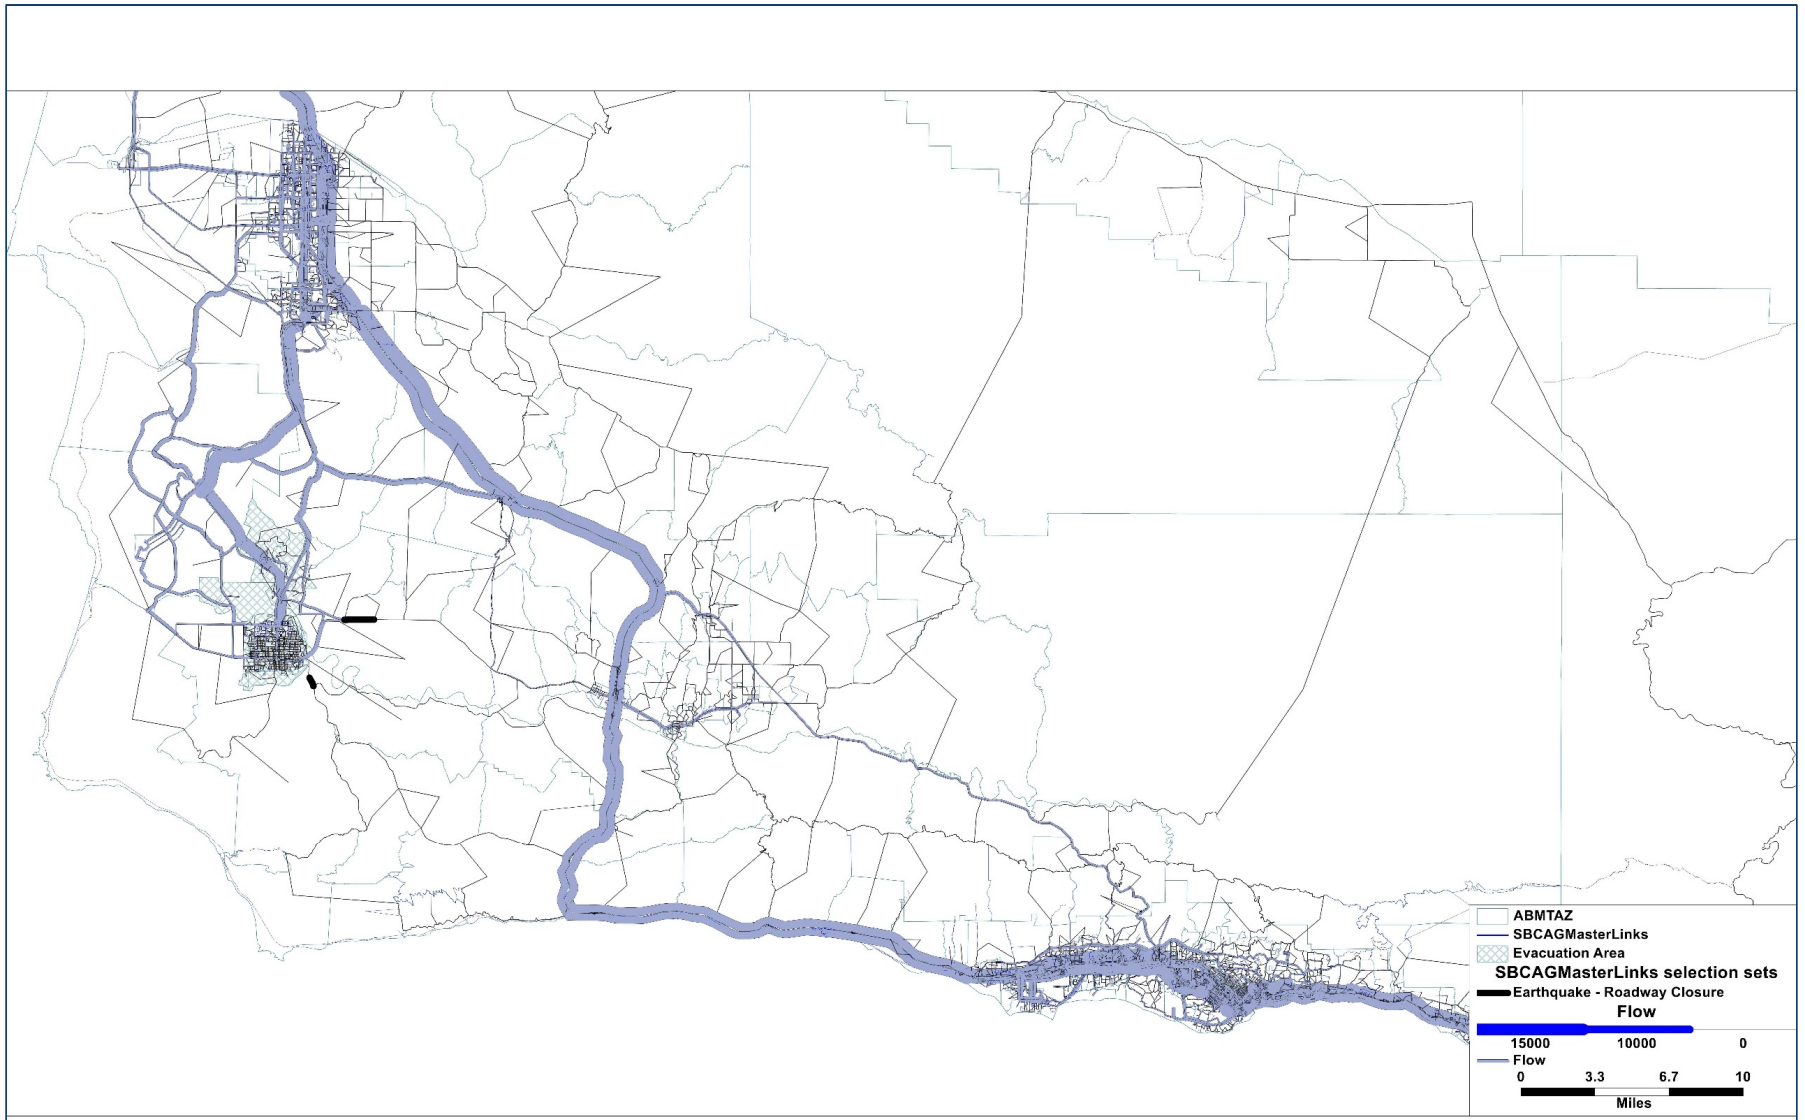 ABMTAZ
SBCAGMasterLinks
Evacuation Area
SBCAGMasterLinks selection sets
Earthquake - Roadway Closure
Flow
15000 10000 0
Flow
0 3.3 6.7 10
Miles